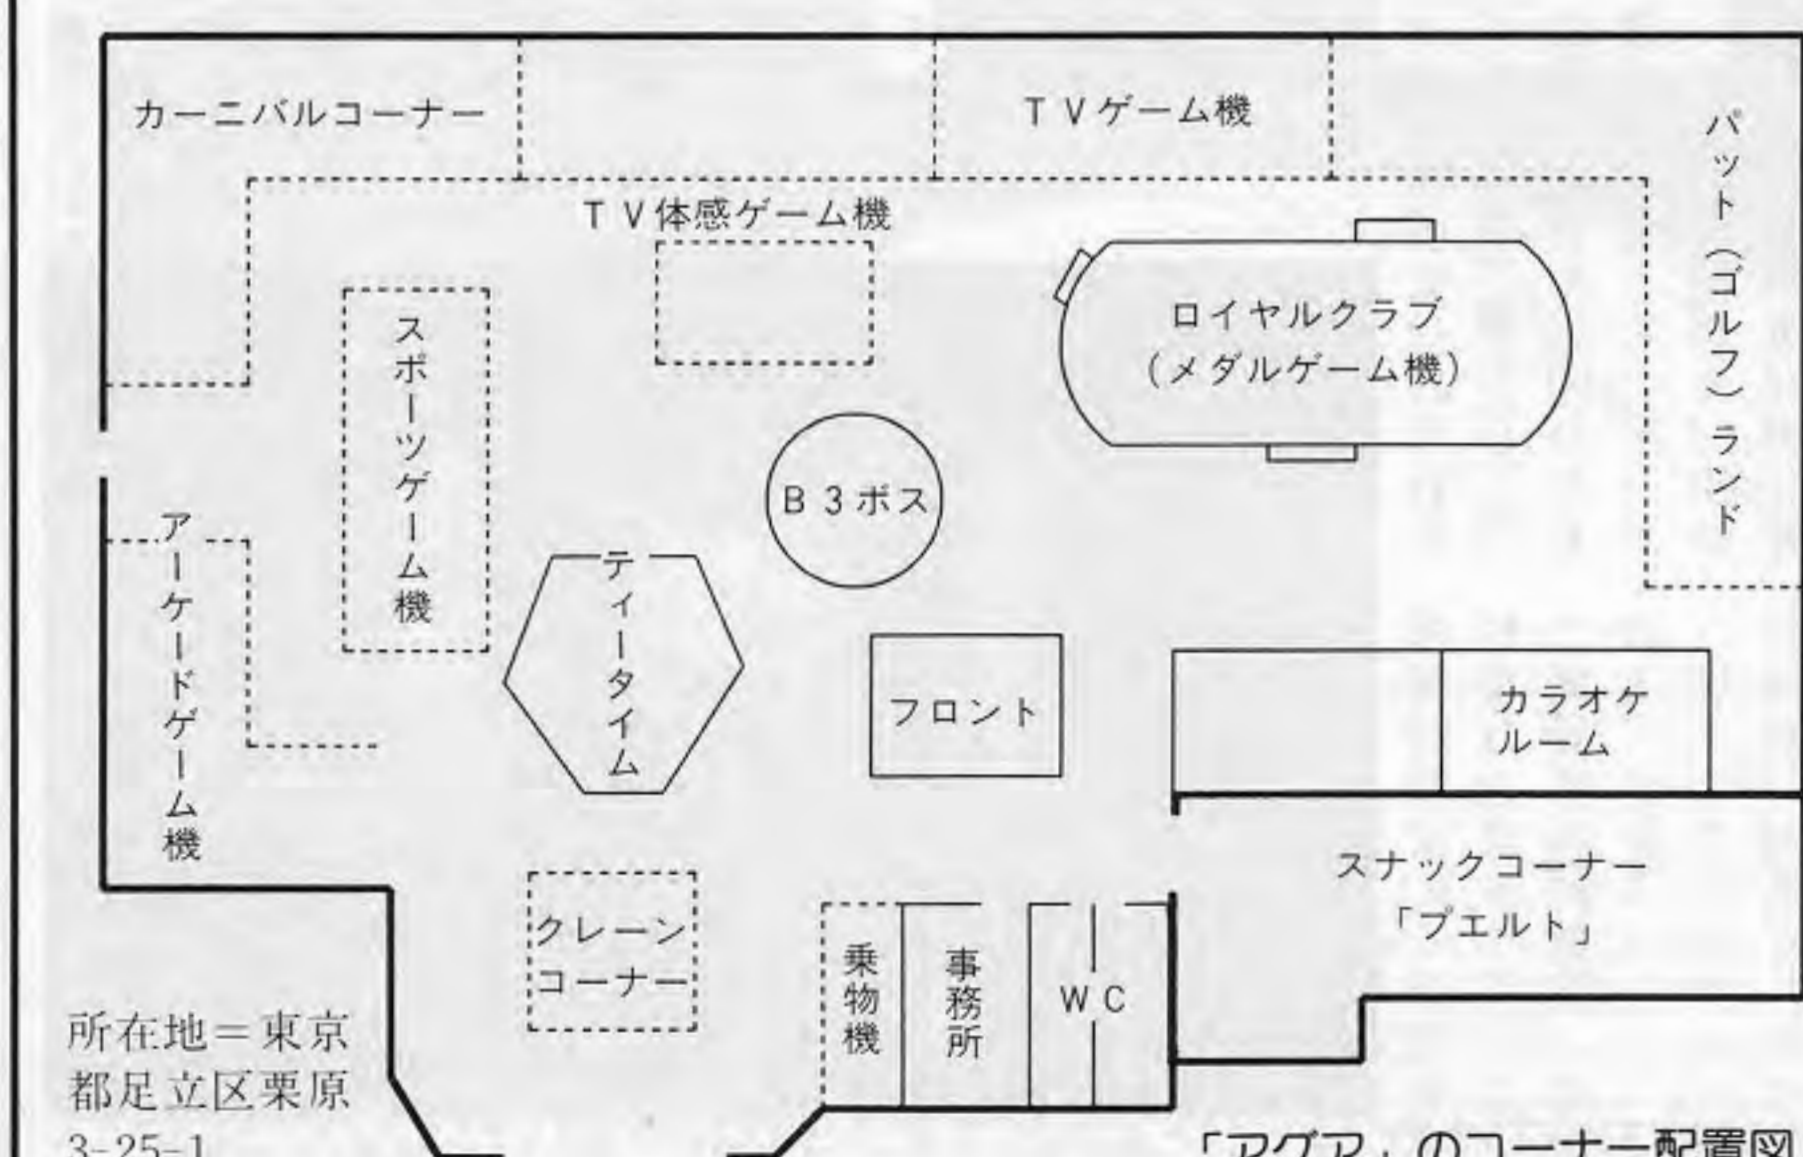 カーニバルコーナー
TVゲーム機
パット（ゴルフ）ランド
TV体感ゲーム機
ロイヤルクラブ
（メダルゲーム機）
スポーツゲーム機
B3ポス
アーケードゲーム機
ティータイム
フロント
カラオケ
ルーム
スナックコーナー
「プエルト」
クレーン
コーナー
乗物機
事務所
WC
所在地＝東京
都足立区栗原
3-25-1
「アグア」のコーナー配置図